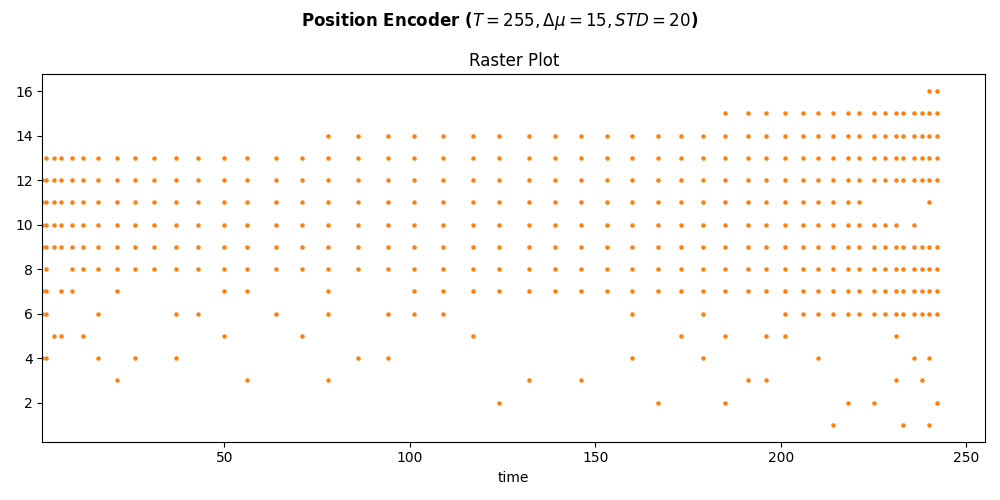 Position Encoder (T = 255, Δμ = 15, STD = 20)
Raster Plot
16
14
12
10
8
6
4
2
50 100 150 200 250
time